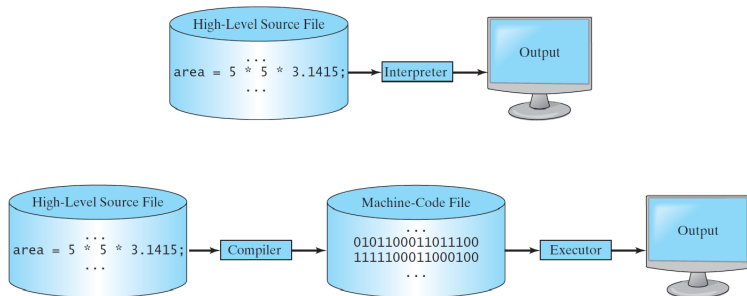 High-Level Source File
...
area = 5 * 5 * 3.1415;
...
Interpreter
Output
High-Level Source File
...
area = 5 * 5 * 3.1415;
...
Compiler
Machine-Code File
...
0101100011011100
1111100011000100
...
Executor
Output